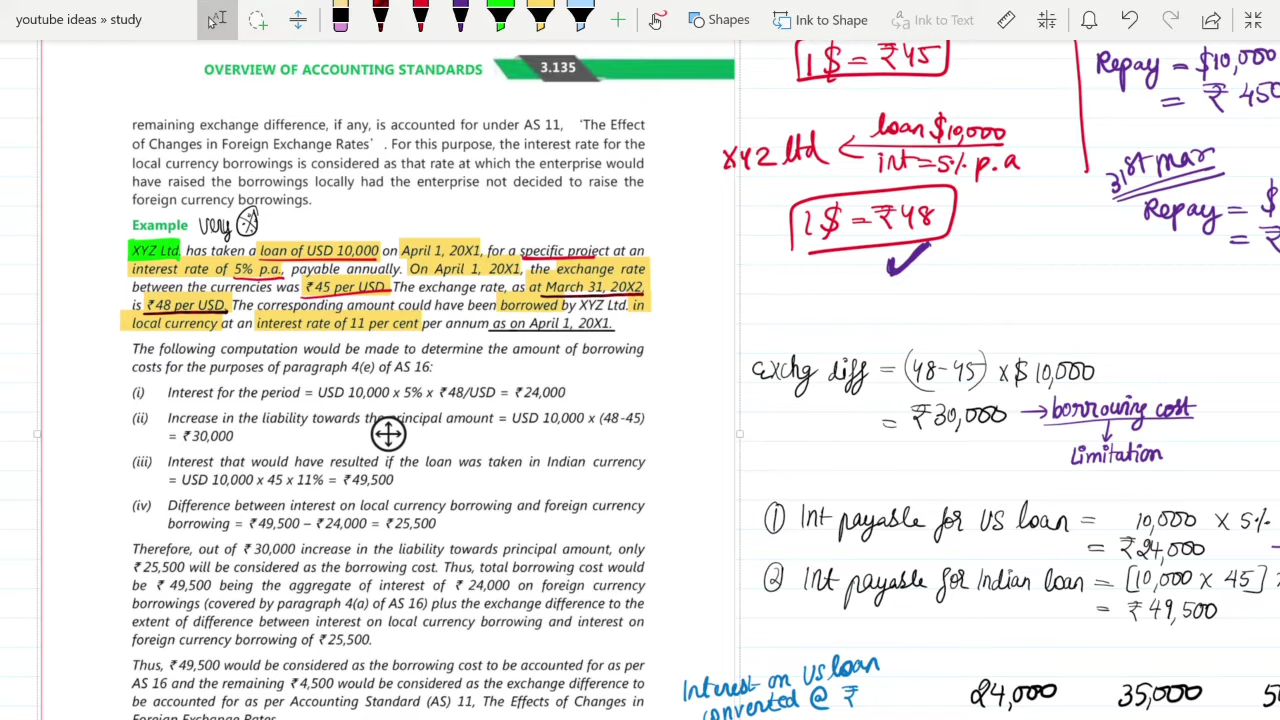 youtube ideas » study
Shapes
Ink to Shape
Ink to Text
OVERVIEW OF ACCOUNTING STANDARDS
3.135
remaining exchange difference, if any, is accounted for under AS 11, 'The Effect
of Changes in Foreign Exchange Rates' . For this purpose, the interest rate for the
local currency borrowings is considered as that rate at which the enterprise would
have raised the borrowings locally had the enterprise not decided to raise the
foreign currency borrowings.
Example very
XYZ Ltd. has taken a loan of USD 10,000 on April 1, 20X1, for a specific project at an
interest rate of 5% p.a., payable annually. On April 1, 20X1, the exchange rate
between the currencies was ₹ 45 per USD. The exchange rate, as at March 31, 20X2,
is ₹ 48 per USD. The corresponding amount could have been borrowed by XYZ Ltd. in
local currency at an interest rate of 11 per cent per annum as on April 1, 20X1.
The following computation would be made to determine the amount of borrowing
costs for the purposes of paragraph 4(e) of AS 16:
(i) Interest for the period = USD 10,000 x 5% x ₹ 48/USD = ₹ 24,000
(ii) Increase in the liability towards the principal amount = USD 10,000 × (48-45)
= ₹ 30,000
(iii) Interest that would have resulted if the loan was taken in Indian currency
= USD 10,000 x 45 x 11% = ₹ 49,500
(iv) Difference between interest on local currency borrowing and foreign currency
borrowing = ₹ 49,500 – ₹ 24,000 = ₹ 25,500
Therefore, out of ₹ 30,000 increase in the liability towards principal amount, only
₹ 25,500 will be considered as the borrowing cost. Thus, total borrowing cost would
be ₹ 49,500 being the aggregate of interest of ₹ 24,000 on foreign currency
borrowings (covered by paragraph 4(a) of AS 16) plus the exchange difference to the
extent of difference between interest on local currency borrowing and interest on
foreign currency borrowing of ₹ 25,500.
Thus, ₹ 49,500 would be considered as the borrowing cost to be accounted for as per
AS 16 and the remaining ₹ 4,500 would be considered as the exchange difference to
be accounted for as per Accounting Standard (AS) 11, The Effects of Changes in
Foreign Exchange Rates.
1 $ = ₹ 45
XYZ ltd
loan $10,000
int = 5% p.a
1 $ = ₹ 48
Repay = $10,000
= ₹ 450
31st mar
Repay = $
= ₹
exchg diff = (48-45) × $ 10,000
= ₹ 30,000 → borrowing cost
limitation
① Int payable for US loan = 10,000 × 5%
= ₹ 24,000
② Int payable for Indian loan = [10,000 × 45]
= ₹ 49,500
Interest on US loan
converted @ ₹
24,000 35,000